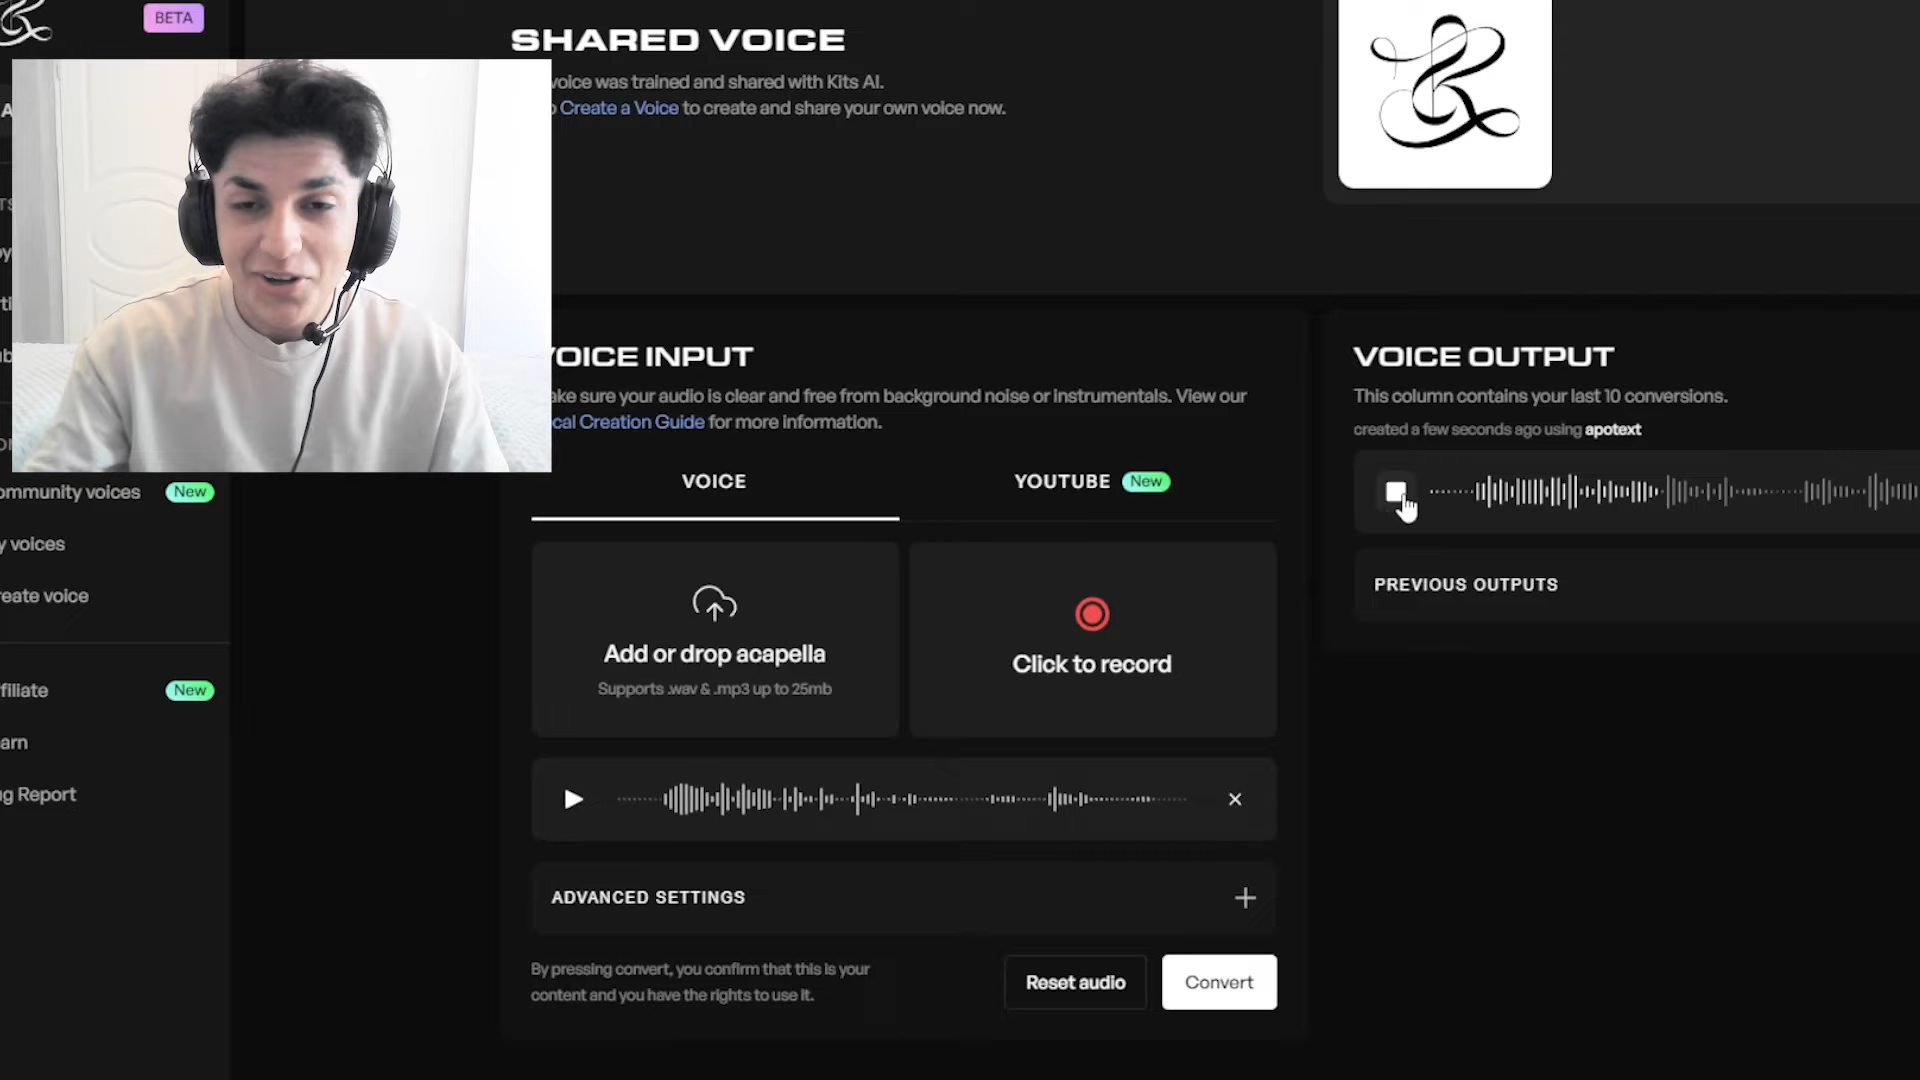 BETA
SHARED VOICE
voice was trained and shared with Kits AI.
Create a Voice to create and share your own voice now.
VOICE INPUT
ake sure your audio is clear and free from background noise or instrumentals. View our
cal Creation Guide for more information.
VOICE
YOUTUBE New
Add or drop acapella
Supports .wav & .mp3 up to 25mb
Click to record
ADVANCED SETTINGS
By pressing convert, you confirm that this is your
content and you have the rights to use it.
Reset audio
Convert
VOICE OUTPUT
This column contains your last 10 conversions.
created a few seconds ago using apotext
PREVIOUS OUTPUTS
ommunity voices New
y voices
reate voice
filiate New
arn
g Report